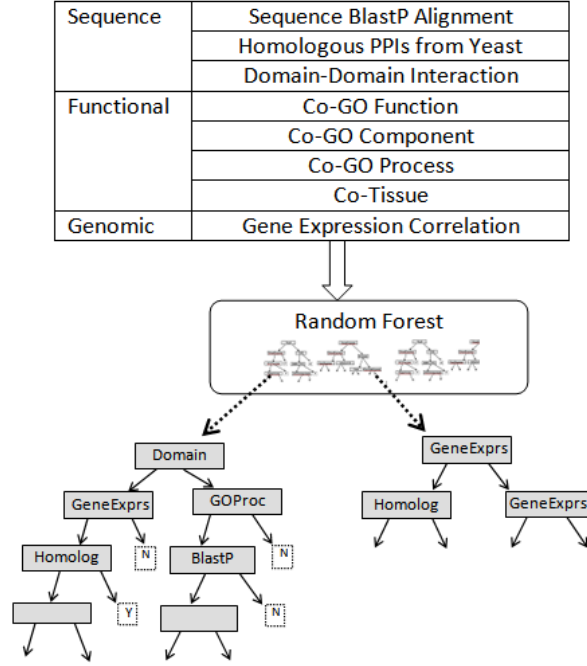 Sequence Sequence BlastP Alignment
Homologous PPIs from Yeast
Domain-Domain Interaction
Functional Co-GO Function
Co-GO Component
Co-GO Process
Co-Tissue
Genomic Gene Expression Correlation
Random Forest
Domain
GeneExprs
GeneExprs
GOProc
Homolog
GeneExprs
Homolog
N
BlastP
N
Y
N